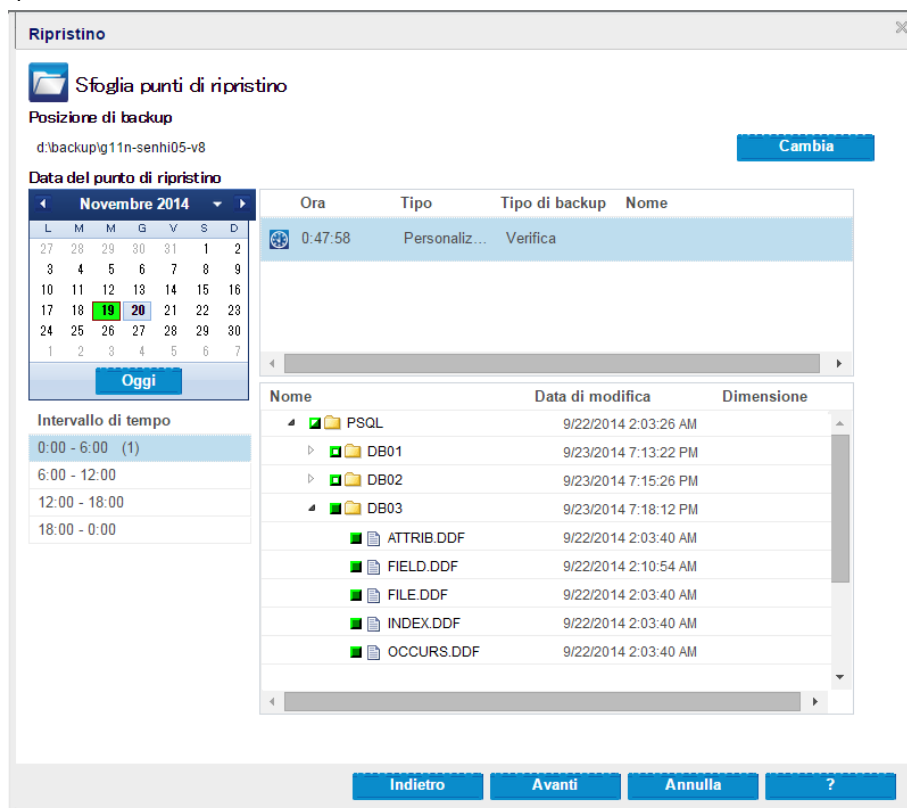 Ripristino
Sfoglia punti di ripristino
Posizione di backup
d:\backup\g11n-senhi05-v8
Cambia
Data del punto di ripristino
Novembre 2014
L M M G V S D
27 28 29 30 31 1 2
3 4 5 6 7 8 9
10 11 12 13 14 15 16
17 18 19 20 21 22 23
24 25 26 27 28 29 30
1 2 3 4 5 6 7
Oggi
Ora Tipo Tipo di backup Nome
0:47:58 Personaliz... Verifica
Intervallo di tempo
0:00 - 6:00 (1)
6:00 - 12:00
12:00 - 18:00
18:00 - 0:00
Nome Data di modifica Dimensione
PSQL 9/22/2014 2:03:26 AM
DB01 9/23/2014 7:13:22 PM
DB02 9/23/2014 7:15:26 PM
DB03 9/23/2014 7:18:12 PM
ATTRIB.DDF 9/22/2014 2:03:40 AM
FIELD.DDF 9/22/2014 2:10:54 AM
FILE.DDF 9/22/2014 2:03:40 AM
INDEX.DDF 9/22/2014 2:03:40 AM
OCCURS.DDF 9/22/2014 2:03:40 AM
Indietro Avanti Annulla ?